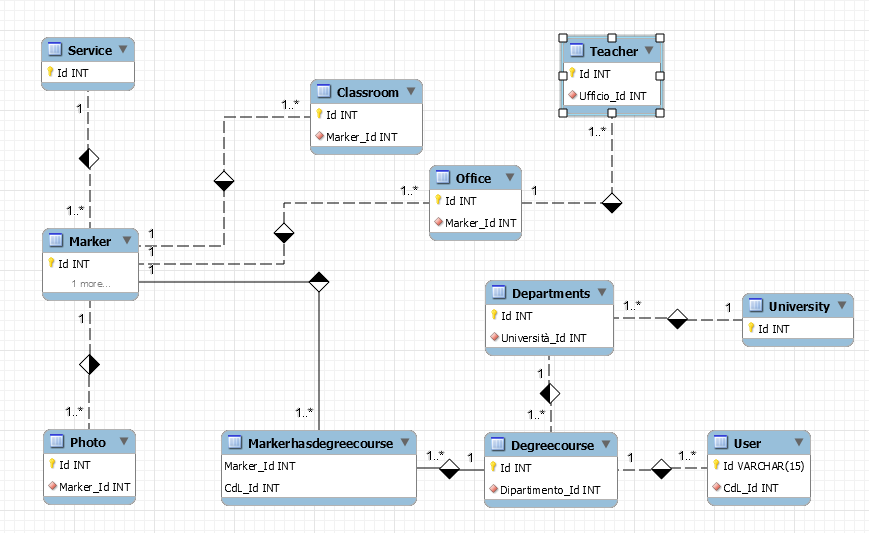 Service
Id INT
1
1..*
Classroom
Id INT
Marker_Id INT
1..*
Teacher
Id INT
Ufficio_Id INT
1..*
Office
Id INT
Marker_Id INT
1..*
1
Marker
Id INT
1 more...
1
1
1
1
Departments
Id INT
Università_Id INT
1..*
1
University
Id INT
1
1..*
1..*
1..*
Photo
Id INT
Marker_Id INT
Markerhasdegreecourse
Marker_Id INT
CdL_Id INT
1..*
1
Degreecourse
Id INT
Dipartimento_Id INT
1
1..*
User
Id VARCHAR(15)
CdL_Id INT